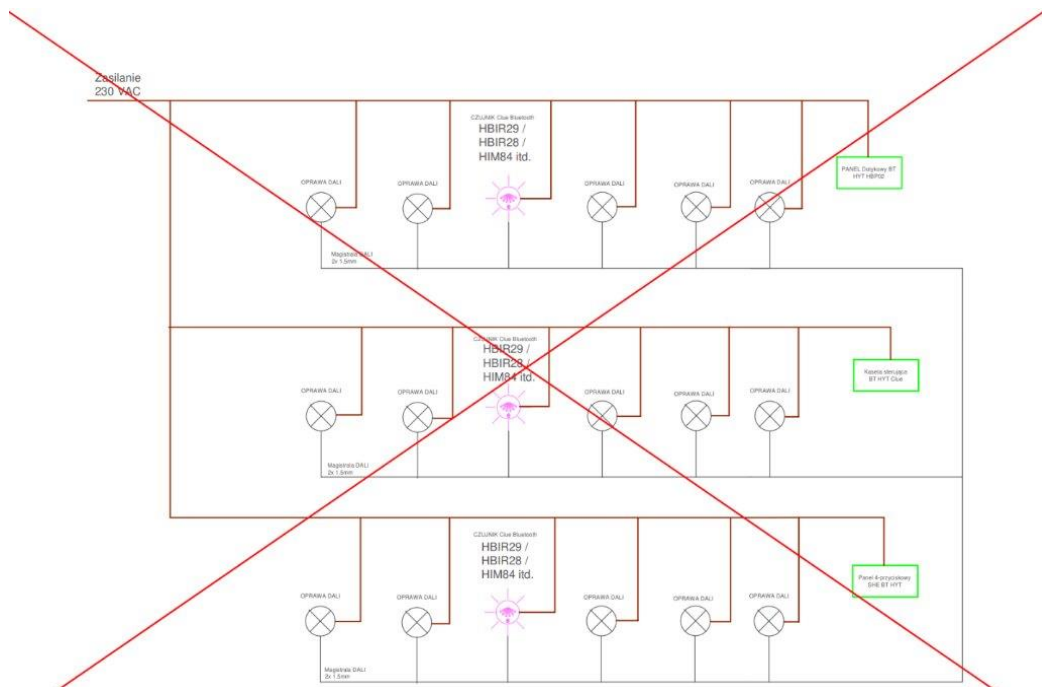 Zasilanie
230 VAC
CZUJNIK Clue Bluetooth
HBIR29 /
HBIR28 /
HIM84 itd.
PANEL Dotykowy BT
HYT HBP02
OPRAWA DALI
OPRAWA DALI
OPRAWA DALI
OPRAWA DALI
OPRAWA DALI
Magistrala DALI
2x 1.5mm
CZUJNIK Clue Bluetooth
HBIR29 /
HBIR28 /
HIM84 itd.
Kaseta sterująca
BT HYT Clue
OPRAWA DALI
OPRAWA DALI
OPRAWA DALI
OPRAWA DALI
OPRAWA DALI
Magistrala DALI
2x 1.5mm
CZUJNIK Clue Bluetooth
HBIR29 /
HBIR28 /
HIM84 itd.
Panel 4-przyciskowy
SHE BT HYT
OPRAWA DALI
OPRAWA DALI
OPRAWA DALI
OPRAWA DALI
OPRAWA DALI
Magistrala DALI
2x 1.5mm